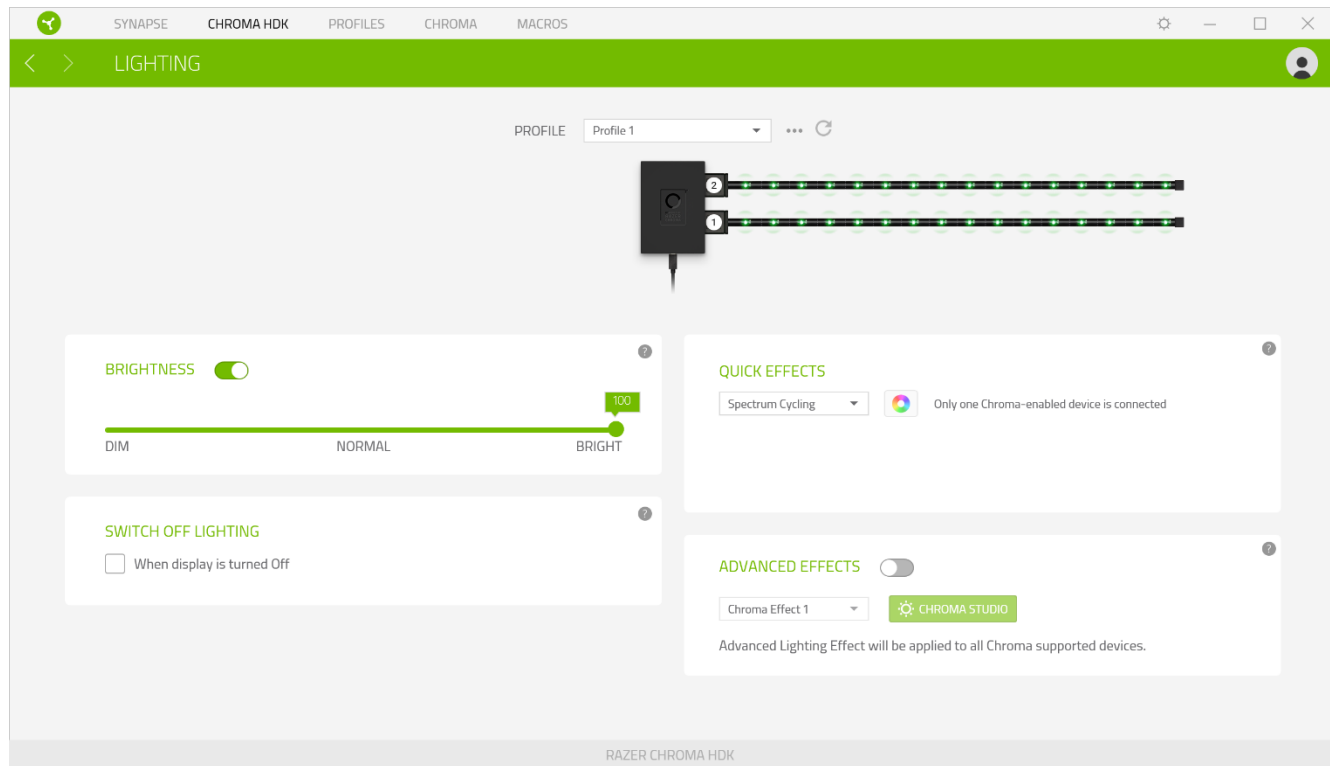 SYNAPSE CHROMA HDK PROFILES CHROMA MACROS
LIGHTING
PROFILE Profile 1
2
1
BRIGHTNESS
100
DIM NORMAL BRIGHT
SWITCH OFF LIGHTING
When display is turned Off
QUICK EFFECTS
Spectrum Cycling Only one Chroma-enabled device is connected
ADVANCED EFFECTS
Chroma Effect 1 CHROMA STUDIO
Advanced Lighting Effect will be applied to all Chroma supported devices.
RAZER CHROMA HDK